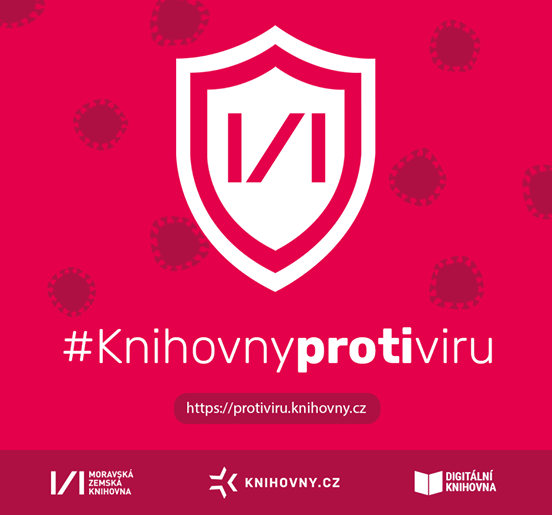 #Knihovnyprotiviru
https://protiviru.knihovny.cz
MORAVSKÁ
ZEMSKÁ
KNIHOVNA
KNIHOVNY.CZ
DIGITÁLNÍ
KNIHOVNA